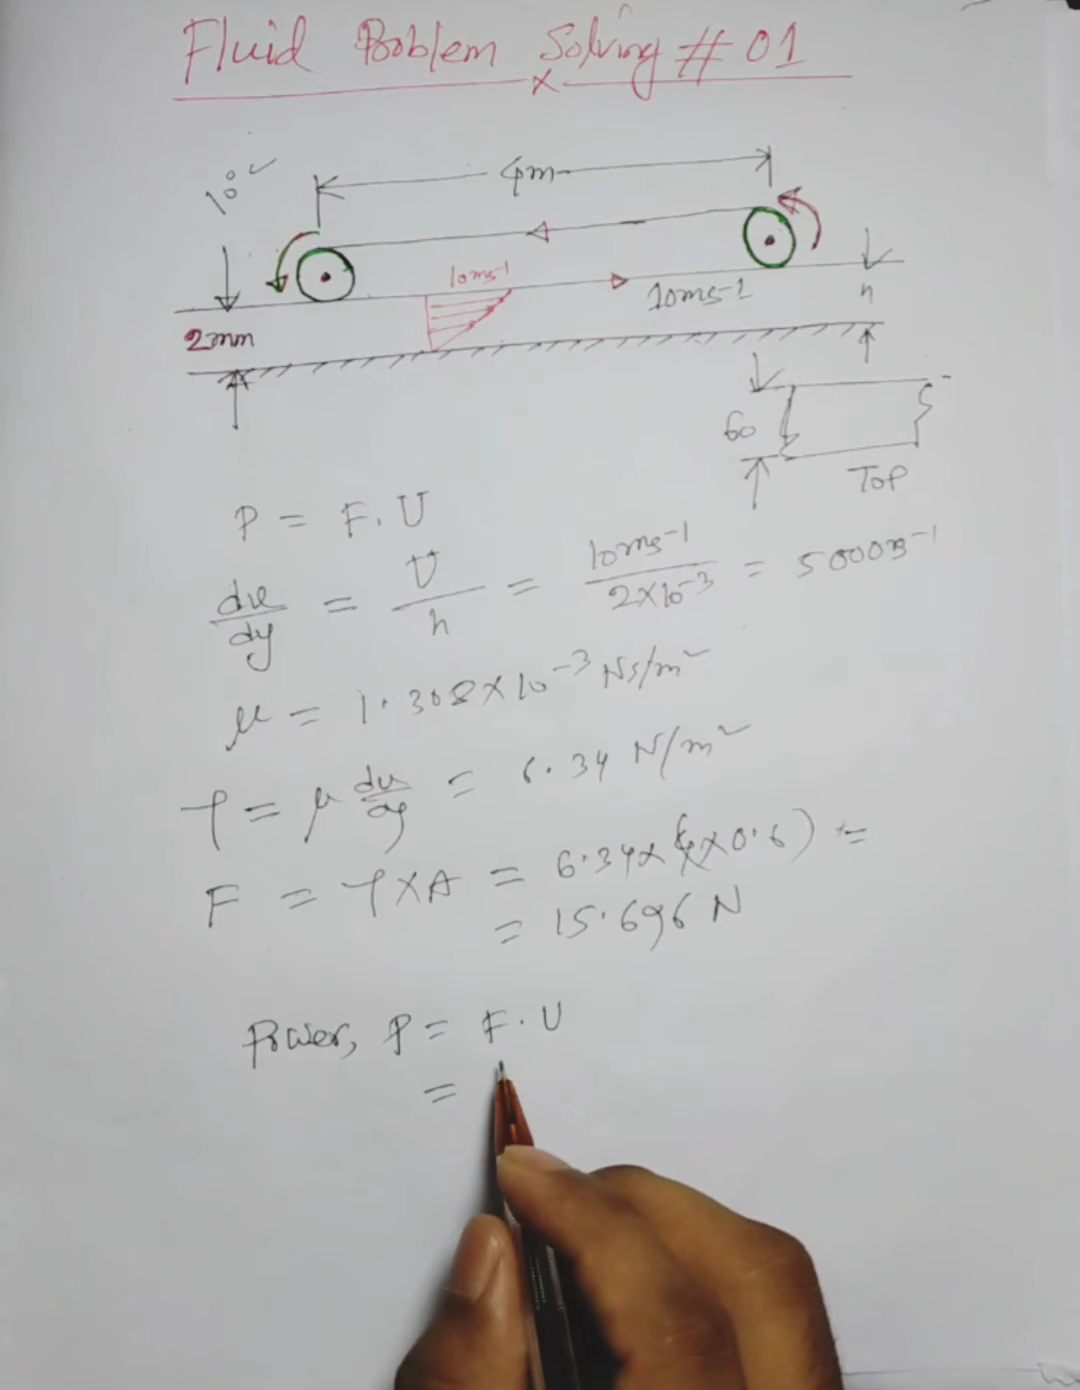 Fluid Problem Solving # 01
10°
4m
10ms-1
10ms-1
h
2mm
60
TOP
P = F. U
du/dy = U/h = 10ms-1/2×10-3 = 5000s-1
μ = 1.308×10-3 Ns/m²
τ = μ du/dy = 6.34 N/m²
F = τ×A = 6.34×(4×0.6) =
= 15.696 N
Power, P = F. U
=